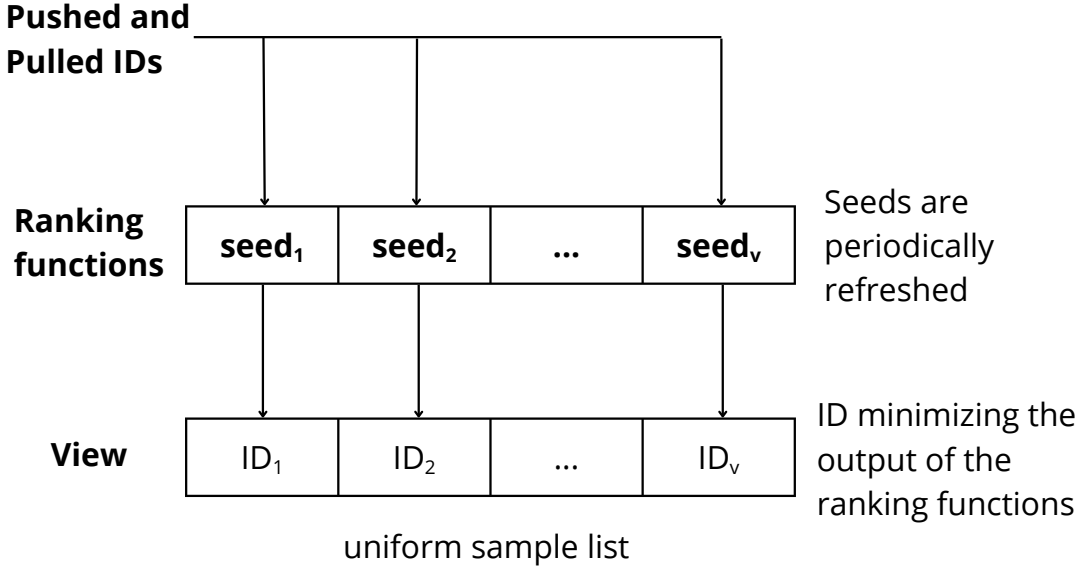 Pushed and
Pulled IDs
Ranking
functions
seed₁ seed₂ ... seedᵥ
Seeds are
periodically
refreshed
View
ID₁ ID₂ ... IDᵥ
ID minimizing the
output of the
ranking functions
uniform sample list